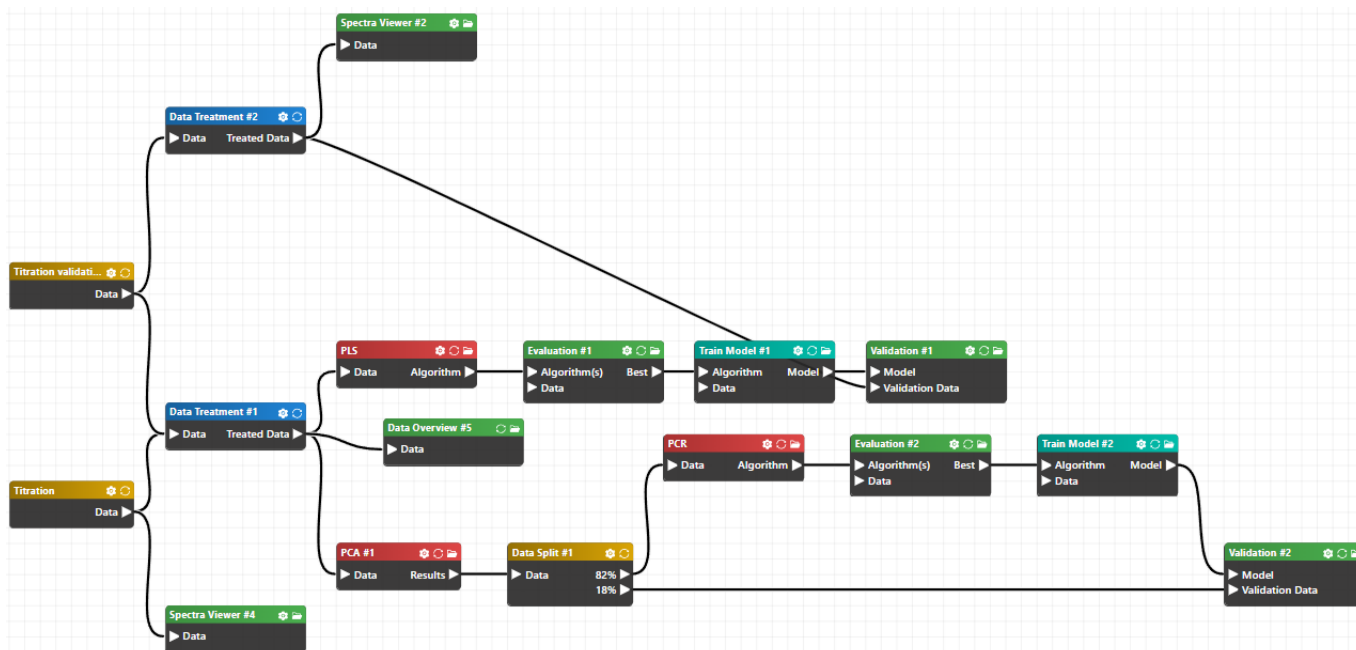 Spectra Viewer #2
Data
Data Treatment #2
Data Treated Data
Titration validati...
Data
PLS
Data Algorithm
Evaluation #1
Algorithm(s) Best
Data
Train Model #1
Algorithm Model
Data
Validation #1
Model
Validation Data
Data Treatment #1
Data Treated Data
Data Overview #5
Data
PCR
Data Algorithm
Evaluation #2
Algorithm(s) Best
Data
Train Model #2
Algorithm Model
Data
Titration
Data
PCA #1
Data Results
Data Split #1
Data 82%
18%
Validation #2
Model
Validation Data
Spectra Viewer #4
Data